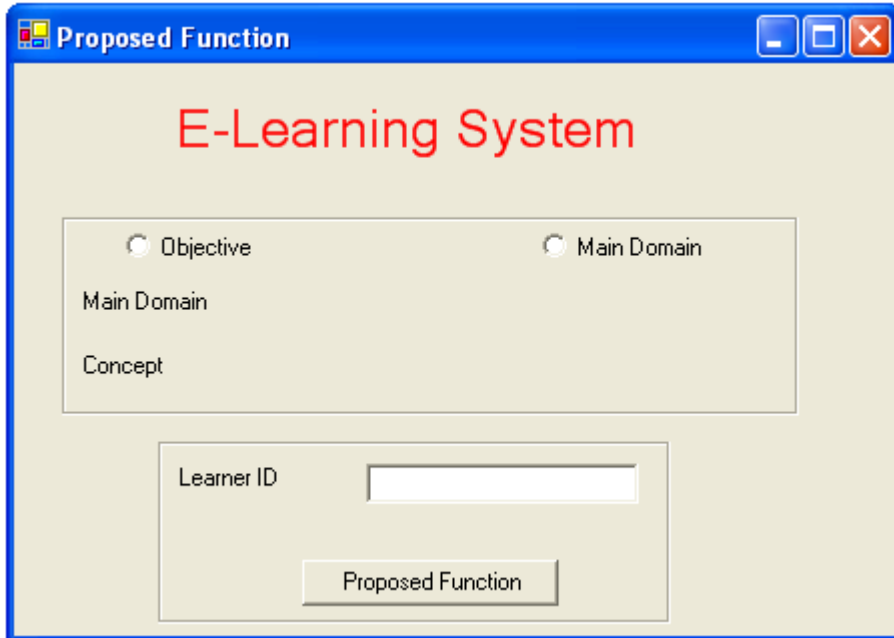 Proposed Function
E-Learning System
Objective
Main Domain
Main Domain
Concept
Learner ID
Proposed Function